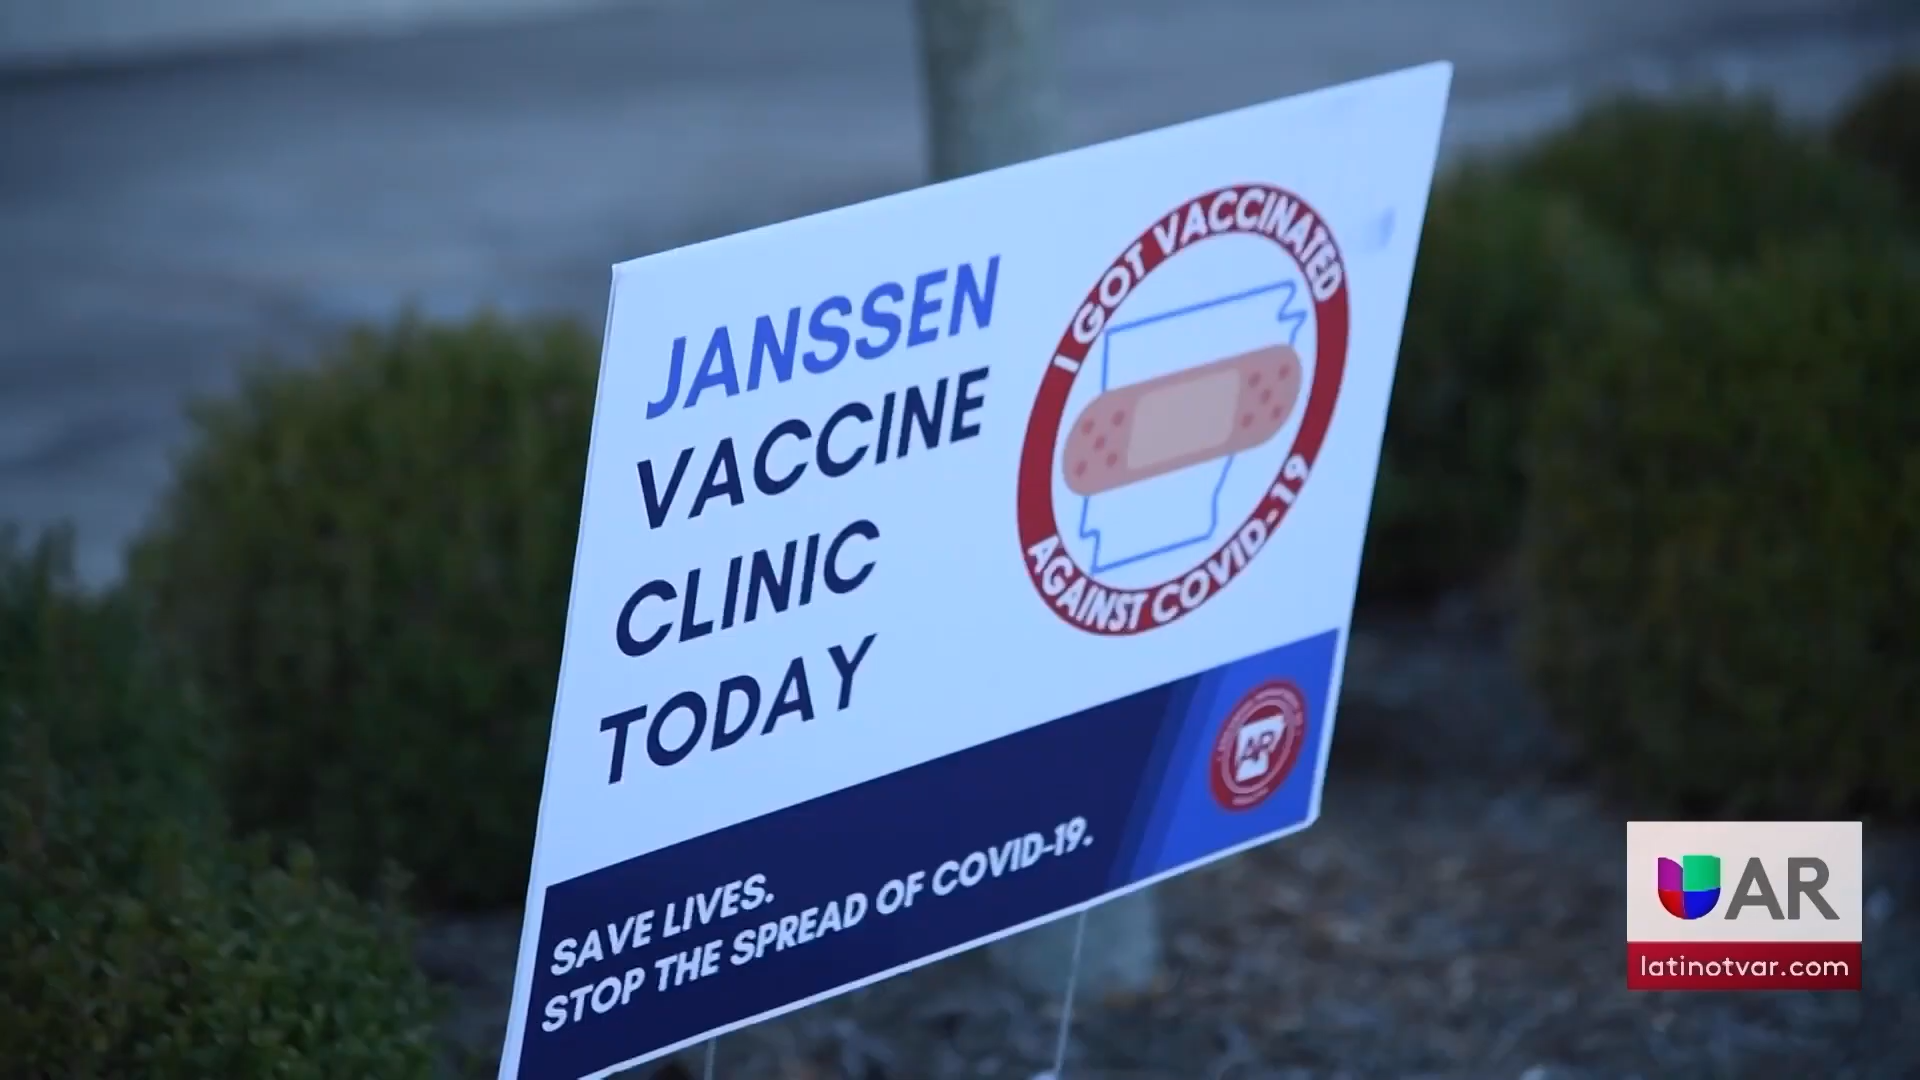 JANSSEN
VACCINE
CLINIC
TODAY
I GOT VACCINATED
AGAINST COVID-19
AR
SAVE LIVES.
STOP THE SPREAD OF COVID-19.
AR
latinotvar.com